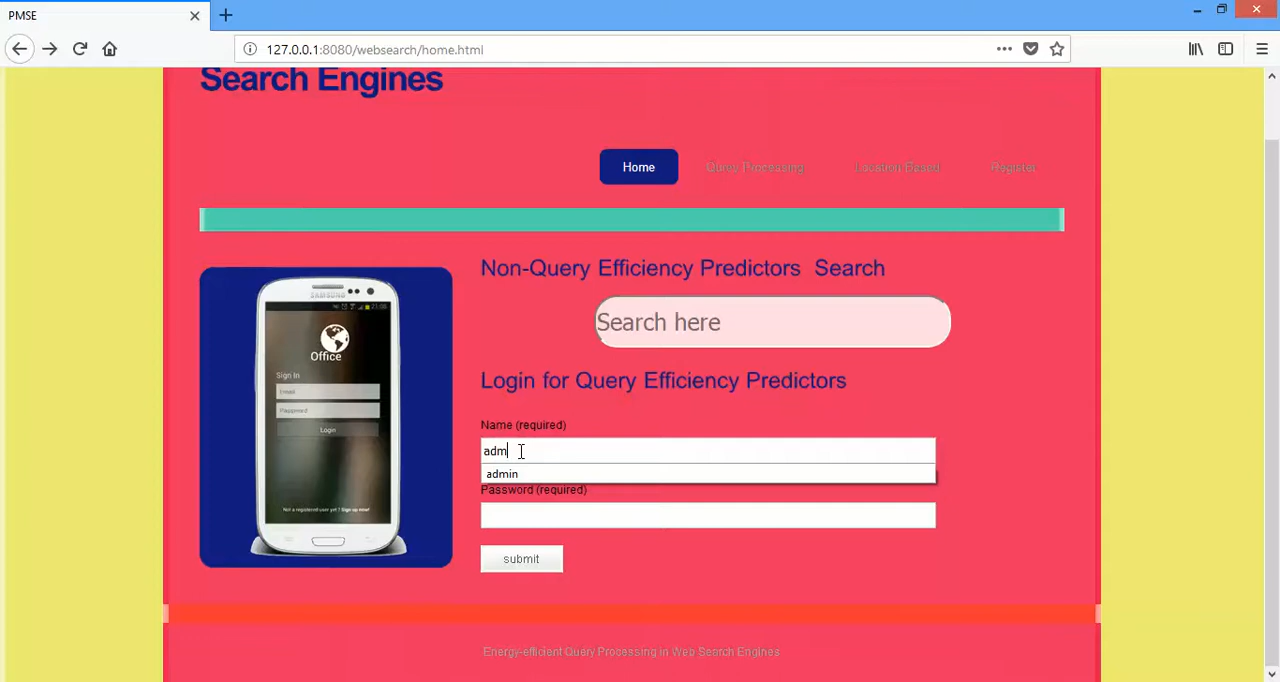 PMSE
127.0.0.1:8080/websearch/home.html
Search Engines
Home Query Processing Location Based Register
Non-Query Efficiency Predictors Search
Search here
Login for Query Efficiency Predictors
Name (required)
adm
admin
Password (required)
submit
SAMSUNG
Office
Sign In
Email
Password
Login
Not a registered user yet ? Sign up now!
Energy-efficient Query Processing in Web Search Engines